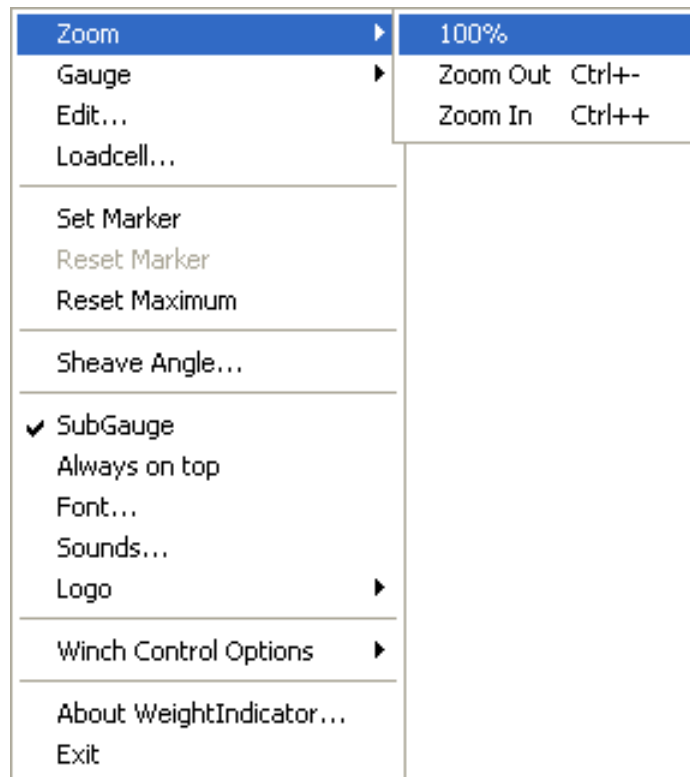 Zoom
Gauge
Edit...
Loadcell...
Set Marker
Reset Marker
Reset Maximum
Sheave Angle...
SubGauge
Always on top
Font...
Sounds...
Logo
Winch Control Options
About WeightIndicator...
Exit
100%
Zoom Out Ctrl+-
Zoom In Ctrl++